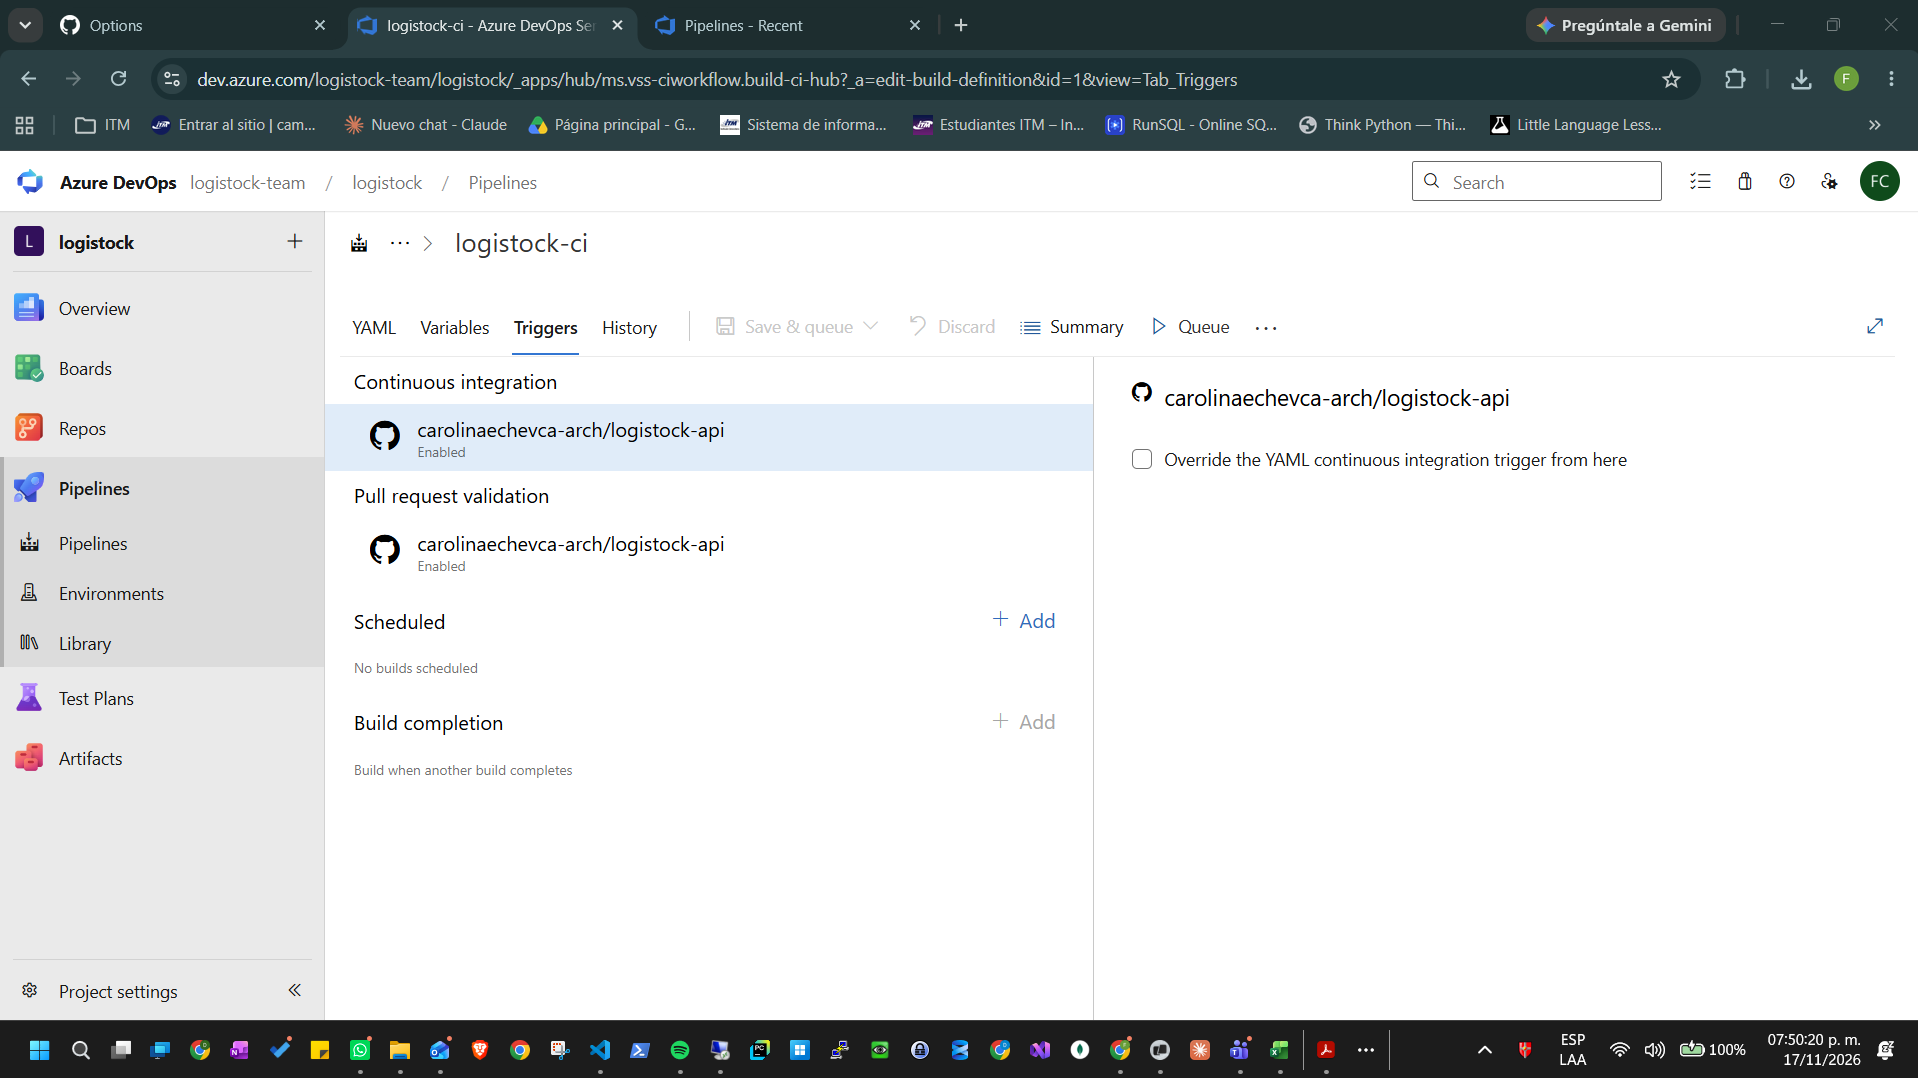 Options
logistock-ci - Azure DevOps Ser
Pipelines - Recent
Pregúntale a Gemini
dev.azure.com/logistock-team/logistock/_apps/hub/ms.vss-ciworkflow.build-ci-hub?_a=edit-build-definition&id=1&view=Tab_Triggers
F
ITM
Entrar al sitio | cam...
Nuevo chat - Claude
Página principal - G...
Sistema de informa...
Estudiantes ITM – In...
RunSQL - Online SQ...
Think Python — Thi...
Little Language Less...
Azure DevOps
logistock-team / logistock / Pipelines
Search
FC
L
logistock
Overview
Boards
Repos
Pipelines
Pipelines
Environments
Library
Test Plans
Artifacts
Project settings
logistock-ci
YAML
Variables
Triggers
History
Save & queue
Discard
Summary
Queue
Continuous integration
carolinaechevca-arch/logistock-api
Enabled
Pull request validation
carolinaechevca-arch/logistock-api
Enabled
Scheduled
Add
No builds scheduled
Build completion
Add
Build when another build completes
carolinaechevca-arch/logistock-api
Override the YAML continuous integration trigger from here
ESP
LAA
100%
07:50:20 p. m.
17/11/2026